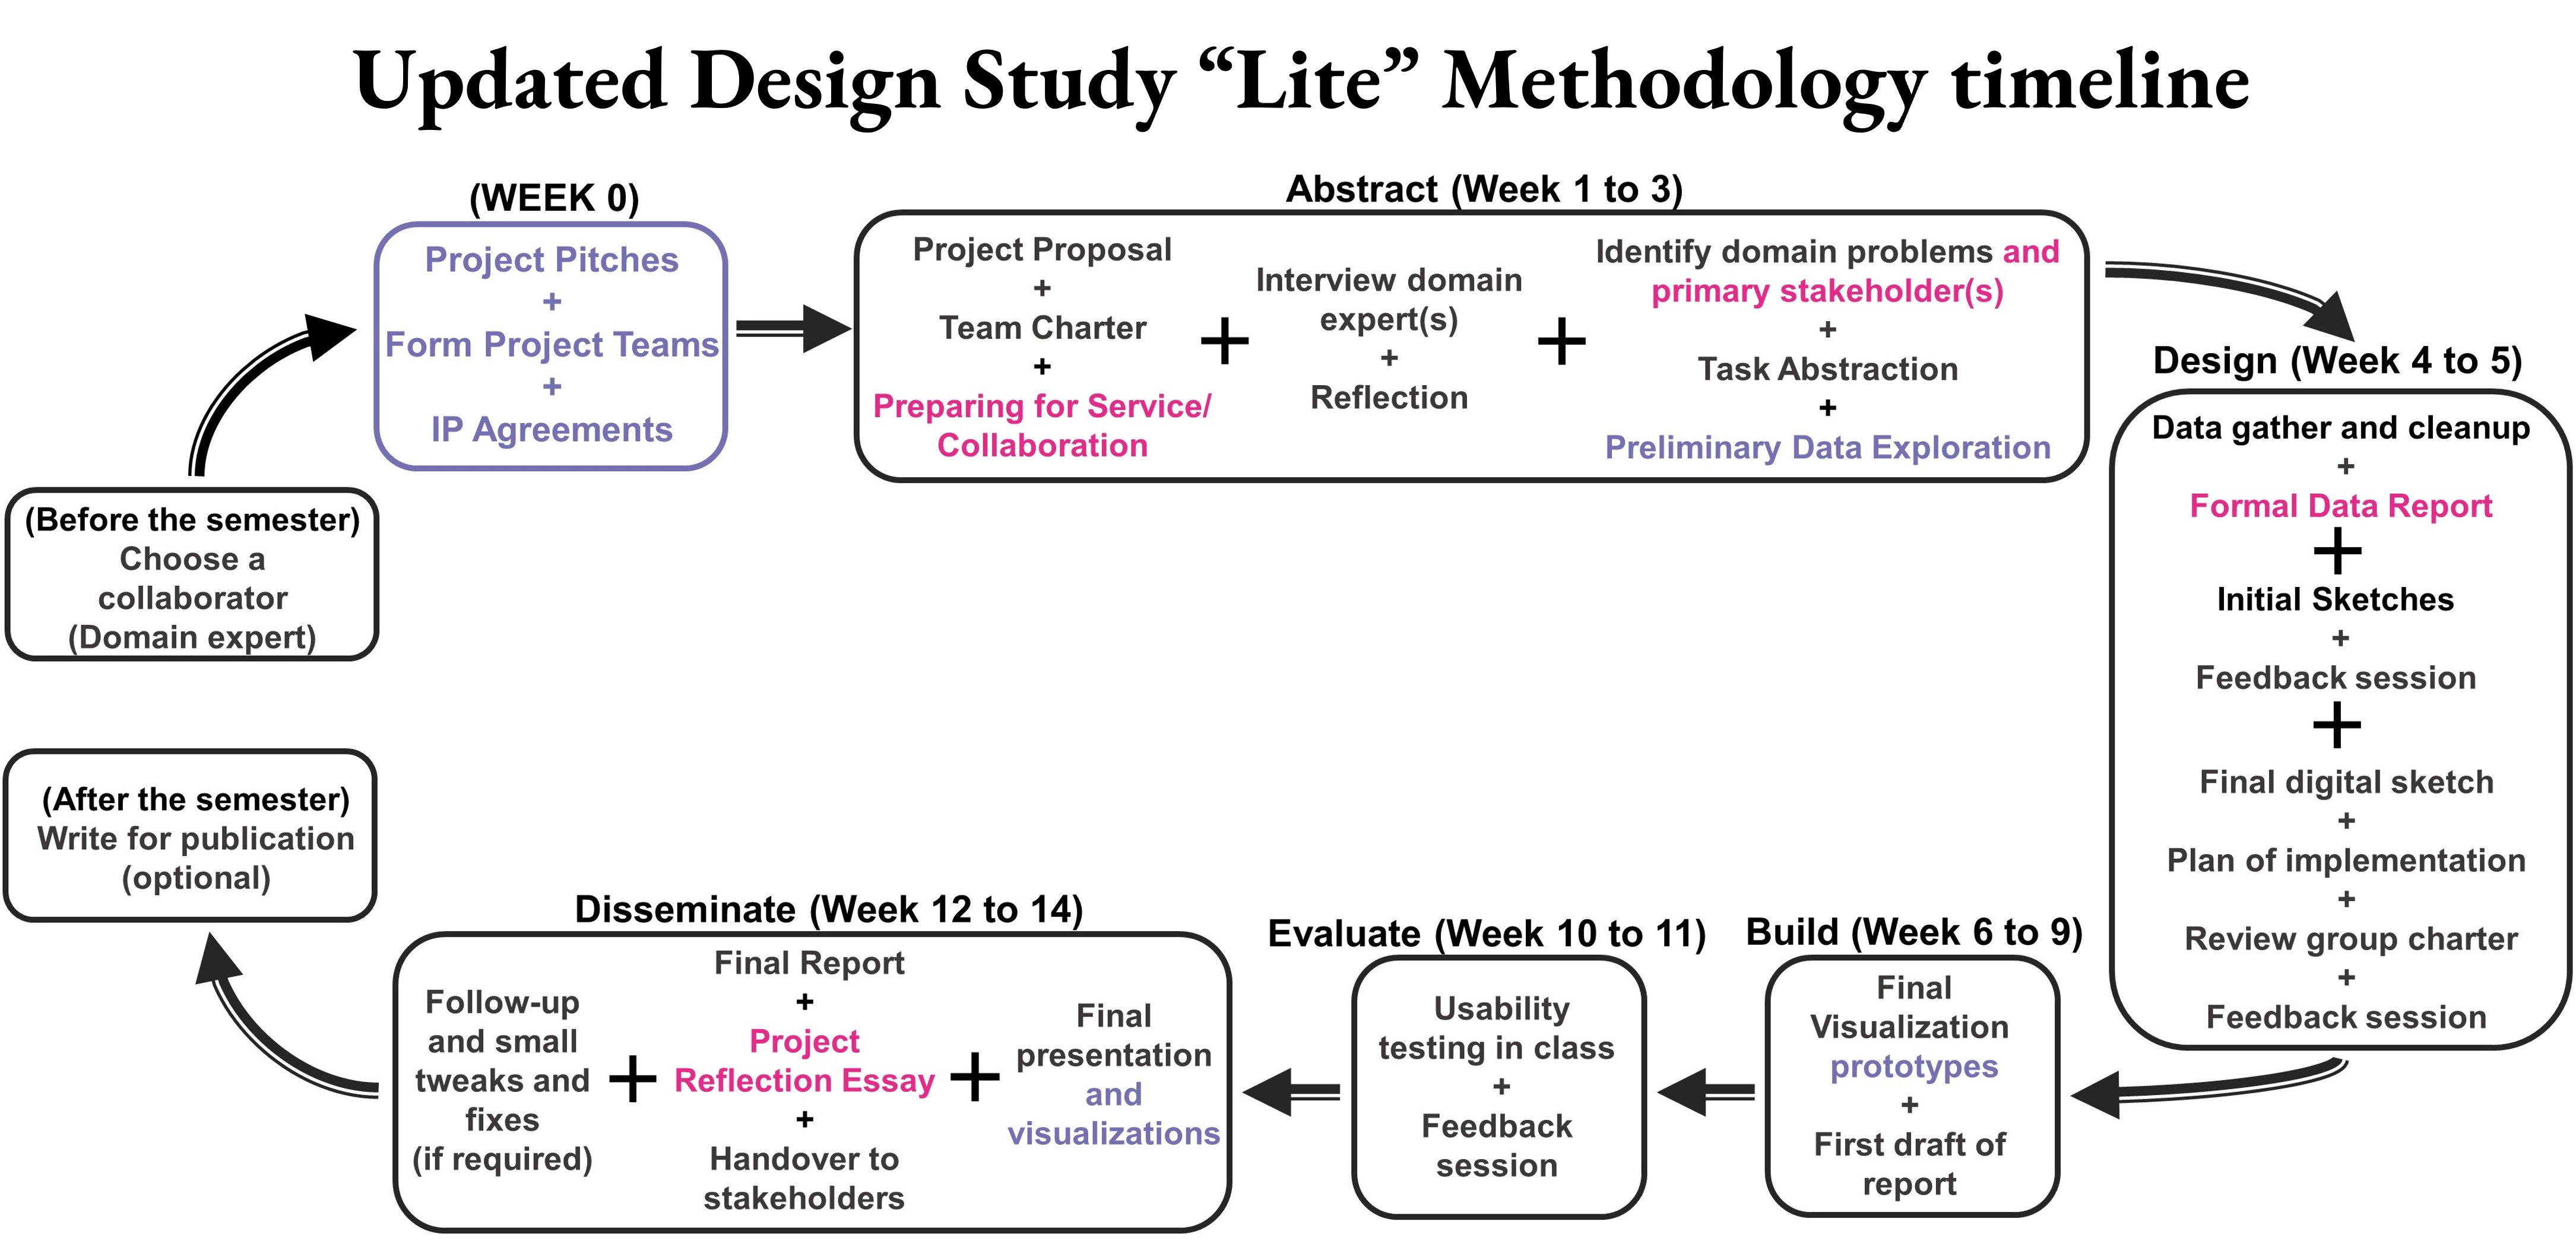 Updated Design Study “Lite” Methodology timeline
(Before the semester)
Choose a
collaborator
(Domain expert)
(WEEK 0)
Project Pitches
+
Form Project Teams
+
IP Agreements
Abstract (Week 1 to 3)
Project Proposal
+
Team Charter
+
Preparing for Service/
Collaboration
+
Interview domain
expert(s)
+
Reflection
+
Identify domain problems and
primary stakeholder(s)
+
Task Abstraction
+
Preliminary Data Exploration
Design (Week 4 to 5)
Data gather and cleanup
+
Formal Data Report
+
Initial Sketches
+
Feedback session
+
Final digital sketch
+
Plan of implementation
+
Review group charter
+
Feedback session
Build (Week 6 to 9)
Final
Visualization
prototypes
+
First draft of
report
Evaluate (Week 10 to 11)
Usability
testing in class
+
Feedback
session
Disseminate (Week 12 to 14)
Follow-up
and small
tweaks and
fixes
(if required)
+
Final Report
+
Project
Reflection Essay
+
Handover to
stakeholders
+
Final
presentation
and
visualizations
(After the semester)
Write for publication
(optional)